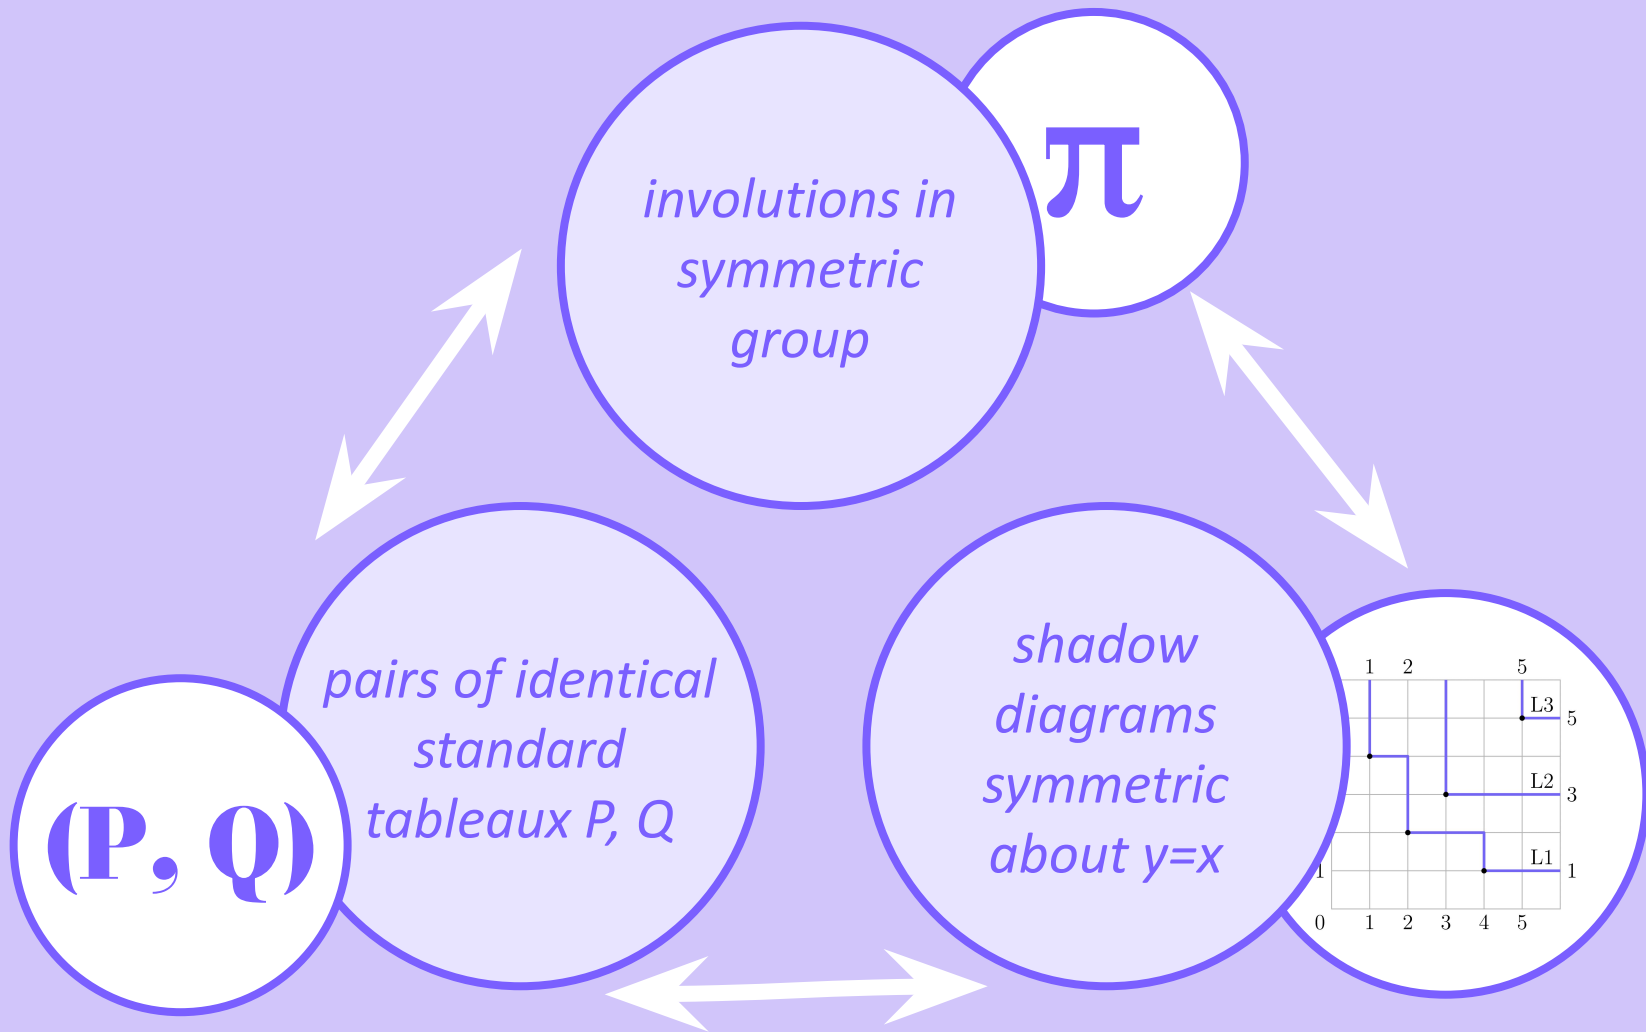 involutions in
symmetric
group
π
pairs of identical
standard
tableaux P, Q
(P, Q)
shadow
diagrams
symmetric
about y=x
1 2 5
L3 5
L2 3
L1 1
1
0 1 2 3 4 5